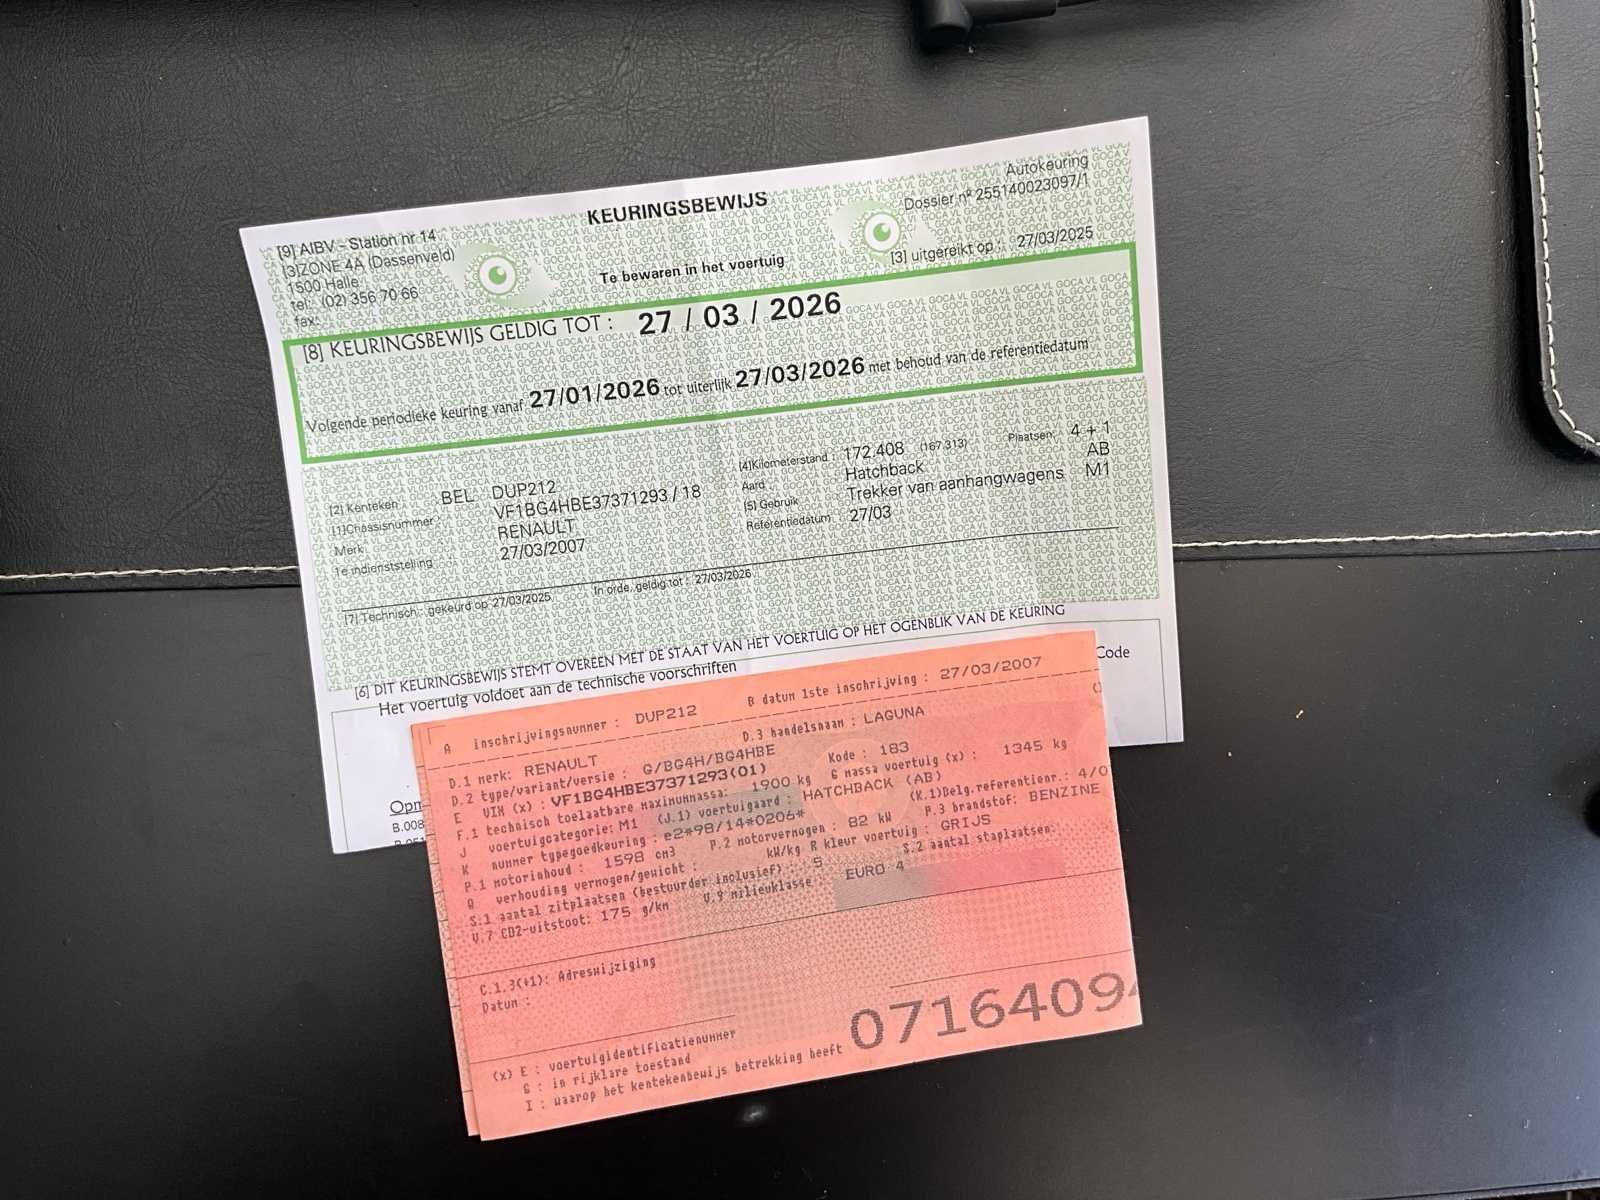 KEURINGSBEWIJS
Te bewaren in het voertuig
[9] AIBV - Station nr 14
[3]ZONE 4A (Dassenveld)
1500 Halle
tel: (02) 356 70 66
fax:
Autokeuring
Dossier nº 255140023097/1
[3] uitgereikt op : 27/03/2025
[8] KEURINGSBEWIJS GELDIG TOT : 27 / 03 / 2026
Volgende periodieke keuring vanaf 27/01/2026 tot uiterlijk 27/03/2026 met behoud van de referentiedatum
[2] Kenteken BEL DUP212
[1]Chassisnummer VF1BG4HBE37371293 / 18
Merk RENAULT
1e indienststelling 27/03/2007
[4]Kilometerstand 172.408 (167.313) Plaatsen: 4 + 1
Aard Hatchback AB
[5] Gebruik Trekker van aanhangwagens M1
Referentiedatum 27/03
[7] Technisch: gekeurd op 27/03/2025 In orde, geldig tot : 27/03/2026
[6] DIT KEURINGSBEWIJS STEMT OVEREEN MET DE STAAT VAN HET VOERTUIG OP HET OGENBLIK VAN DE KEURING
Het voertuig voldoet aan de technische voorschriften
Code
Opm
B.008
A inschrijvingsnummer : DUP212 B datum 1ste inschrijving : 27/03/2007
D.1 merk: RENAULT D.3 handelsnaam : LAGUNA
D.2 type/variant/versie : G/BG4H/BG4HBE Kode : 183
E VIN (x) : VF1BG4HBE37371293(01) G massa voertuig (x) : 1345 kg
F.1 technisch toelaatbare maximummassa: 1900 kg
J voertuigcategorie: M1 (J.1) voertuigaard : HATCHBACK (AB) (K.1)Belg.referentienr.: 4/0
K nummer typegoedkeuring : e2*98/14*0206* P.3 brandstof: BENZINE
P.1 motorinhoud : 1598 cm3 P.2 motorvermogen : 82 kW
Q verhouding vermogen/gewicht : kW/kg R kleur voertuig : GRIJS
S.1 aantal zitplaatsen (bestuurder inclusief) : 5 S.2 aantal staplaatsen:
V.7 CO2-uitstoot: 175 g/km V.9 milieuklasse EURO 4
C.1.3(+1): Adreswijziging
Datum :
0716409
(x) E : voertuigidentificatienummer
G : in rijklare toestand
I : waarop het kentekenbewijs betrekking heeft